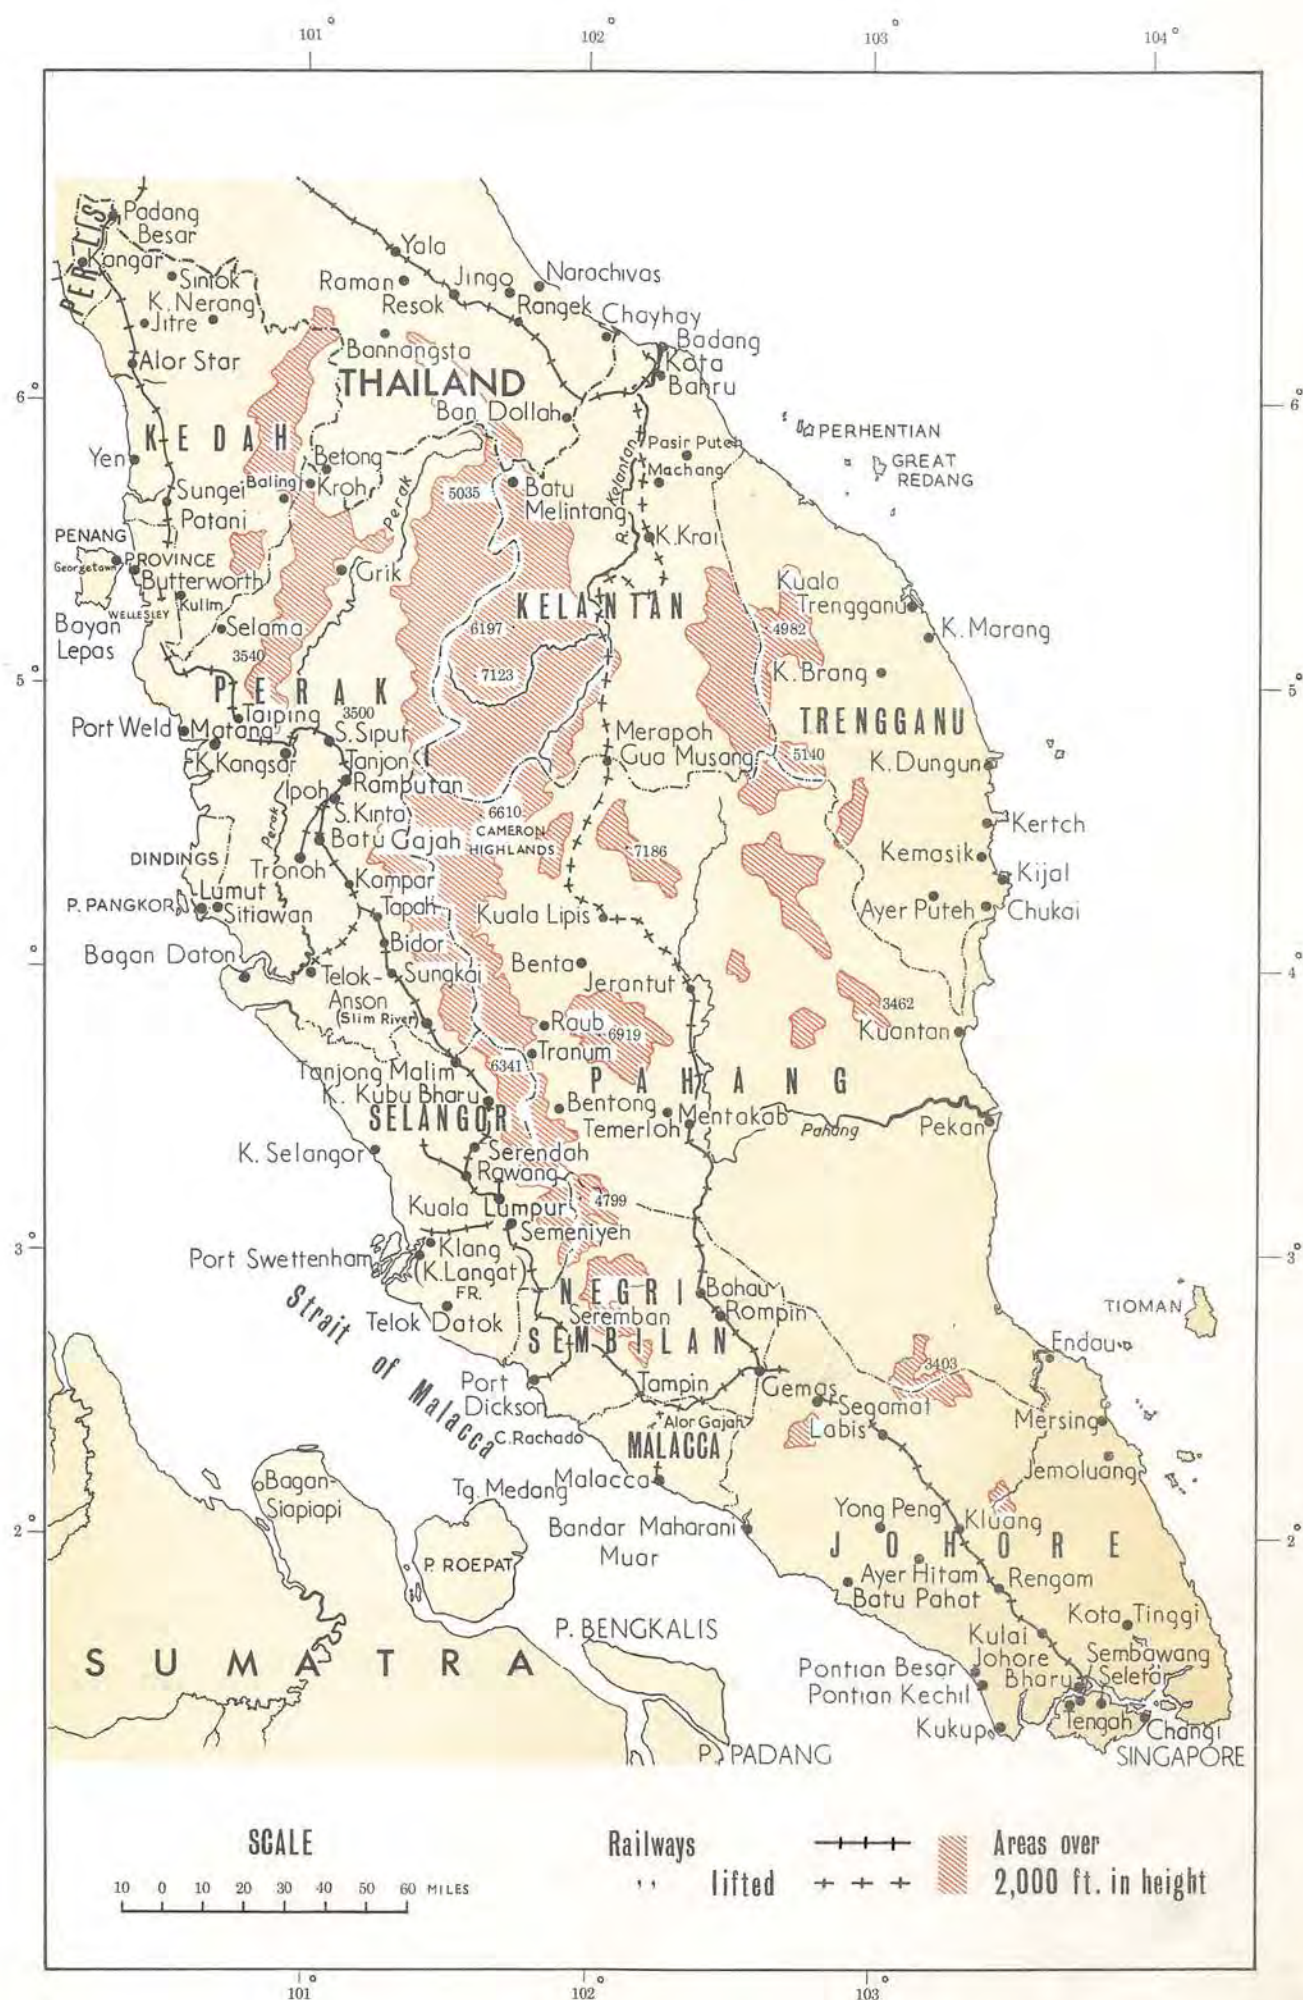 101°
102°
103°
104°
Padang
Besar
PERLIS
Kangar
Sintok
K. Nerang
Jitre
Alor Star
Yala
Raman
Jingo
Resok
Narachivas
Rangek
Chayhay
Badang
Kota
Bahru
Bannangsta
THAILAND
Ban Dollah
6°
6°
KEDAH
Yen
Betong
Baling
Kroh
Sungei
Patani
Perak
5035
Batu
Melintang
R. Kelantan
Pasir Puteh
Machang
K. Krai
PERHENTIAN
GREAT
REDANG
PENANG
Georgetown
PROVINCE
Butterworth
WELLESLEY
Kulim
Bayan
Lepas
Selama
3540
Grik
KELANTAN
6197
7123
Kuala
Trengganu
4982
K. Marang
K. Brang
5°
5°
PERAK
Port Weld
Matang
Taiping
3500
S. Siput
K. Kangsar
Tanjon
Rambutan
Ipoh
S. Kinta
Perak
Batu Gajah
Merapoh
Gua Musang
TRENGGANU
5140
K. Dungun
6610
CAMERON
HIGHLANDS
7186
Kertch
Kemasik
Kijal
Ayer Puteh
Chukai
DINDINGS
Tronoh
Kampar
Lumut
P. PANGKOR
Sitiawan
Tapah
Kuala Lipis
Bidor
Bagan Daton
Telok-
Anson
Sungkai
(Slim River)
Benta
Jerantut
4°
3462
Kuantan
Raub
6919
Tranum
Tanjong Malim
6341
K. Kubu Bharu
PAHANG
SELANGOR
Bentong
Mentakab
Temerloh
Pahang
Pekan
K. Selangor
Serendah
Rawang
4799
Kuala Lumpur
Semeniyeh
Port Swettenham
Klang
(K. Langat)
FR.
Telok Datok
3°
3°
NEGRI
SEMBILAN
Seremban
Bahau
Rompin
TIOMAN
Endau
Strait of Malacca
Port
Dickson
Tampin
Gemas
3403
Segamat
Labis
Mersing
C. Rachado
Alor Gajah
MALACCA
Malacca
Jemoluang
Bagan-
Siapiapi
Tg. Medang
Bandar Maharani
Muar
Yong Peng
Kluang
2°
2°
JOHORE
P. ROEPAT
Ayer Hitam
Batu Pahat
Rengam
Kota Tinggi
SUMATRA
P. BENGKALIS
Kulai
Johore
Bharu
Sembawang
Seletar
Pontian Besar
Pontian Kechil
Kukup
Tengah
Changi
SINGAPORE
P. PADANG
SCALE
10 0 10 20 30 40 50 60 MILES
Railways
" lifted
Areas over
2,000 ft. in height
101°
102°
103°